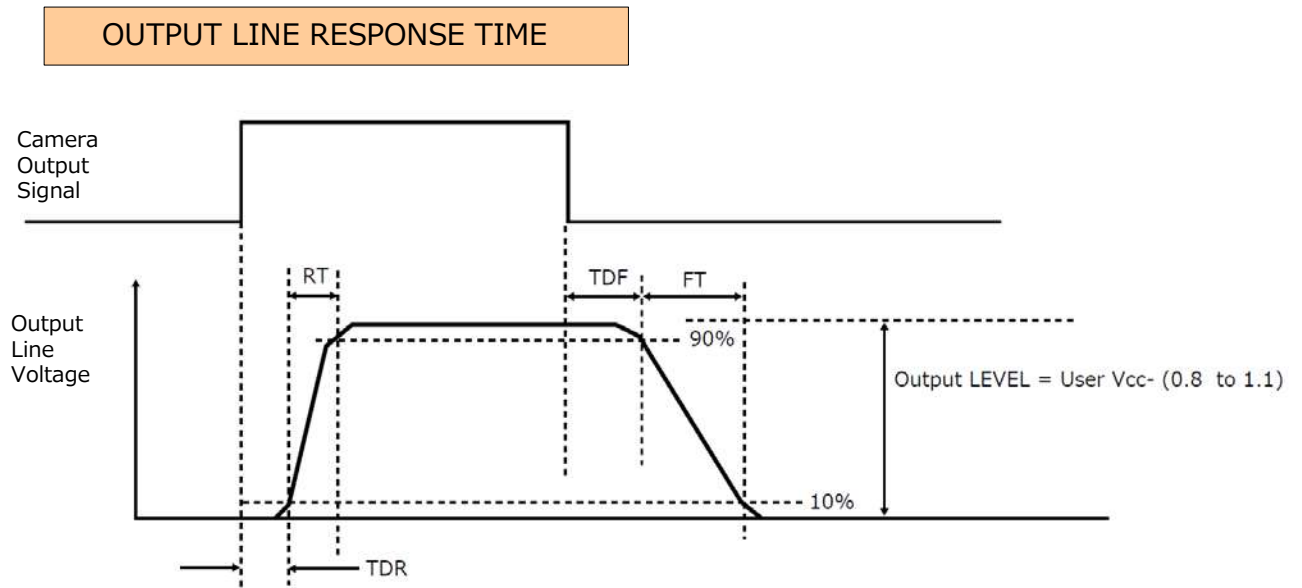 OUTPUT LINE RESPONSE TIME
Camera
Output
Signal
RT
TDF
FT
Output
Line
Voltage
90%
Output LEVEL = User Vcc- (0.8 to 1.1)
10%
TDR